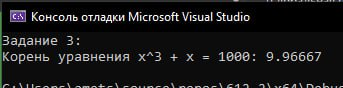 Консоль отладки Microsoft Visual Studio
Задание 3:
Корень уравнения x^3 + x = 1000: 9.96667